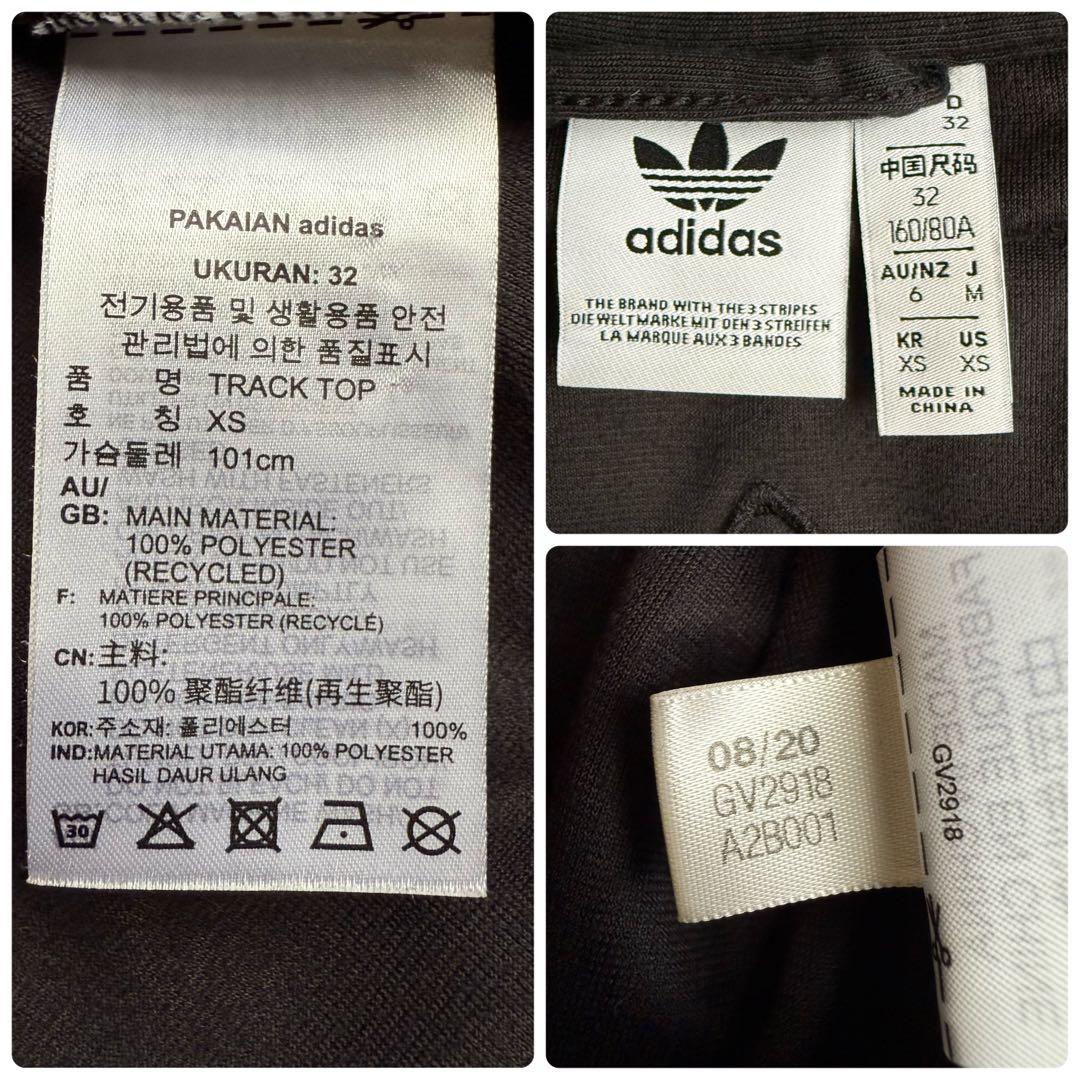 PAKAIAN adidas
UKURAN: 32
전기용품 및 생활용품 안전
관리법에 의한 품질표시
품 명 TRACK TOP
호 칭 XS
가슴둘레 101cm
AU/
GB: MAIN MATERIAL:
100% POLYESTER
(RECYCLED)
F: MATIERE PRINCIPALE:
100% POLYESTER (RECYCLÉ)
CN: 主料:
100% 聚酯纤维(再生聚酯)
KOR: 주소재: 폴리에스터 100%
IND: MATERIAL UTAMA: 100% POLYESTER
HASIL DAUR ULANG
30
adidas
THE BRAND WITH THE 3 STRIPES
DIE WELTMARKE MIT DEN 3 STREIFEN
LA MARQUE AUX 3 BANDES
D
32
中国尺码
32
160/80A
AU/NZ J
6 M
KR US
XS XS
MADE IN
CHINA
08/20
GV2918
A2B001
GV2918